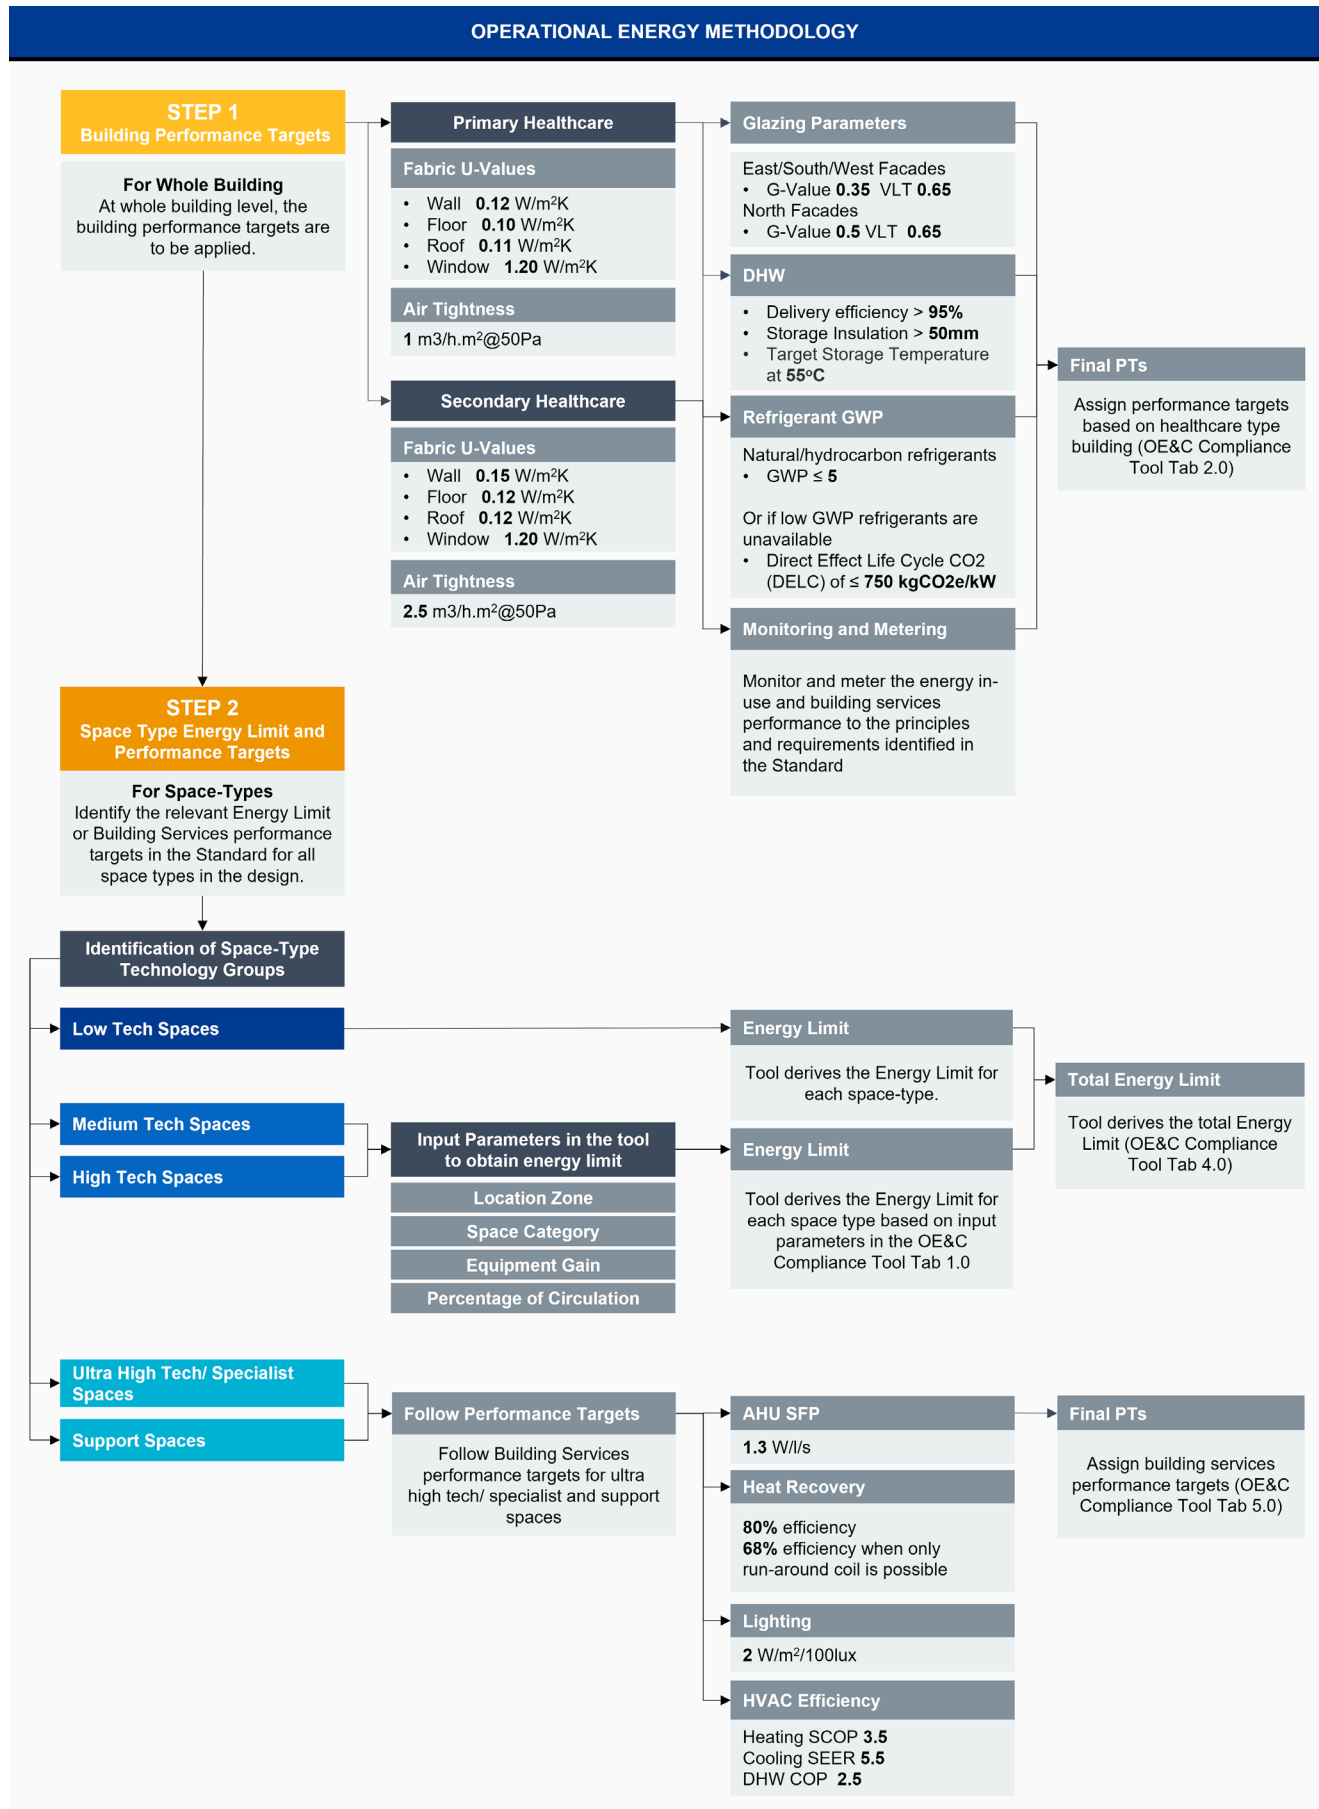 OPERATIONAL ENERGY METHODOLOGY
STEP 1
Building Performance Targets
For Whole Building
At whole building level, the
building performance targets are
to be applied.
Primary Healthcare
Fabric U-Values
• Wall 0.12 W/m²K
• Floor 0.10 W/m²K
• Roof 0.11 W/m²K
• Window 1.20 W/m²K
Air Tightness
1 m3/h.m²@50Pa
Secondary Healthcare
Fabric U-Values
• Wall 0.15 W/m²K
• Floor 0.12 W/m²K
• Roof 0.12 W/m²K
• Window 1.20 W/m²K
Air Tightness
2.5 m3/h.m²@50Pa
Glazing Parameters
East/South/West Facades
• G-Value 0.35 VLT 0.65
North Facades
• G-Value 0.5 VLT 0.65
DHW
• Delivery efficiency > 95%
• Storage Insulation > 50mm
• Target Storage Temperature
at 55ºC
Refrigerant GWP
Natural/hydrocarbon refrigerants
• GWP ≤ 5
Or if low GWP refrigerants are
unavailable
• Direct Effect Life Cycle CO2
(DELC) of ≤ 750 kgCO2e/kW
Monitoring and Metering
Monitor and meter the energy in-
use and building services
performance to the principles
and requirements identified in
the Standard
Final PTs
Assign performance targets
based on healthcare type
building (OE&C Compliance
Tool Tab 2.0)
STEP 2
Space Type Energy Limit and
Performance Targets
For Space-Types
Identify the relevant Energy Limit
or Building Services performance
targets in the Standard for all
space types in the design.
Identification of Space-Type
Technology Groups
Low Tech Spaces
Medium Tech Spaces
High Tech Spaces
Input Parameters in the tool
to obtain energy limit
Location Zone
Space Category
Equipment Gain
Percentage of Circulation
Energy Limit
Tool derives the Energy Limit for
each space-type.
Energy Limit
Tool derives the Energy Limit for
each space type based on input
parameters in the OE&C
Compliance Tool Tab 1.0
Total Energy Limit
Tool derives the total Energy
Limit (OE&C Compliance
Tool Tab 4.0)
Ultra High Tech/ Specialist
Spaces
Support Spaces
Follow Performance Targets
Follow Building Services
performance targets for ultra
high tech/ specialist and support
spaces
AHU SFP
1.3 W/l/s
Heat Recovery
80% efficiency
68% efficiency when only
run-around coil is possible
Lighting
2 W/m²/100lux
HVAC Efficiency
Heating SCOP 3.5
Cooling SEER 5.5
DHW COP 2.5
Final PTs
Assign building services
performance targets (OE&C
Compliance Tool Tab 5.0)